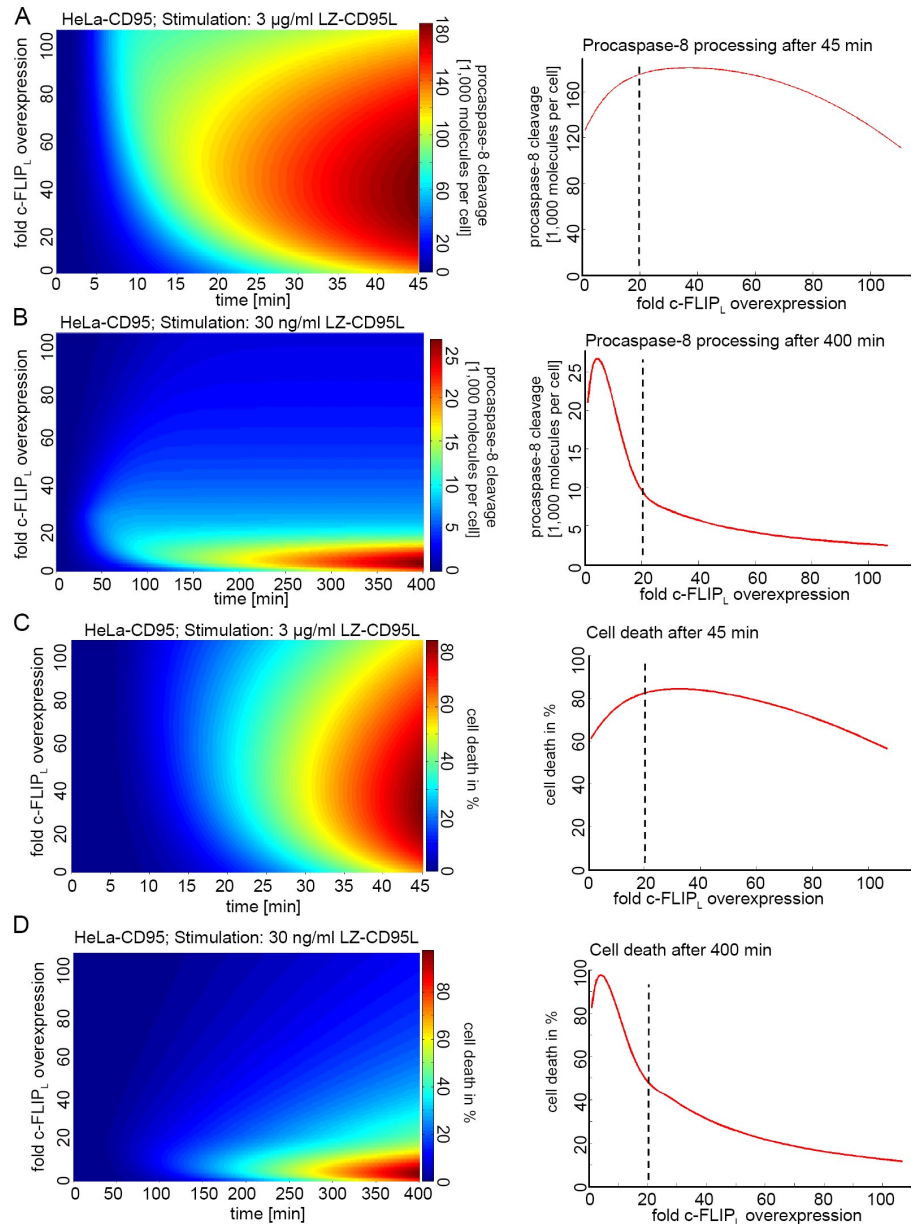 A
HeLa-CD95; Stimulation: 3 µg/ml LZ-CD95L
fold c-FLIPL overexpression
0 20 40 60 80 100
0 5 10 15 20 25 30 35 40 45
time [min]
0 20 60 100 140 180
procaspase-8 cleavage
[1,000 molecules per cell]
Procaspase-8 processing after 45 min
procaspase-8 cleavage
[1,000 molecules per cell]
0 40 80 120 160
0 20 40 60 80 100
fold c-FLIPL overexpression
B
HeLa-CD95; Stimulation: 30 ng/ml LZ-CD95L
fold c-FLIPL overexpression
0 20 40 60 80 100
0 50 100 150 200 250 300 350 400
time [min]
0 5 10 15 20 25
procaspase-8 cleavage
[1,000 molecules per cell]
Procaspase-8 processing after 400 min
procaspase-8 cleavage
[1,000 molecules per cell]
0 5 10 15 20 25
0 20 40 60 80 100
fold c-FLIPL overexpression
C
HeLa-CD95; Stimulation: 3 µg/ml LZ-CD95L
fold c-FLIPL overexpression
0 20 40 60 80 100
0 5 10 15 20 25 30 35 40 45
time [min]
0 20 40 60 80
cell death in %
Cell death after 45 min
cell death in %
0 20 40 60 80 100
0 20 40 60 80 100
fold c-FLIPL overexpression
D
HeLa-CD95; Stimulation: 30 ng/ml LZ-CD95L
fold c-FLIPL overexpression
0 20 40 60 80 100
0 50 100 150 200 250 300 350 400
time [min]
0 20 40 60 80
cell death in %
Cell death after 400 min
cell death in %
0 20 40 60 80 100
0 20 40 60 80 100
fold c-FLIPL overexpression